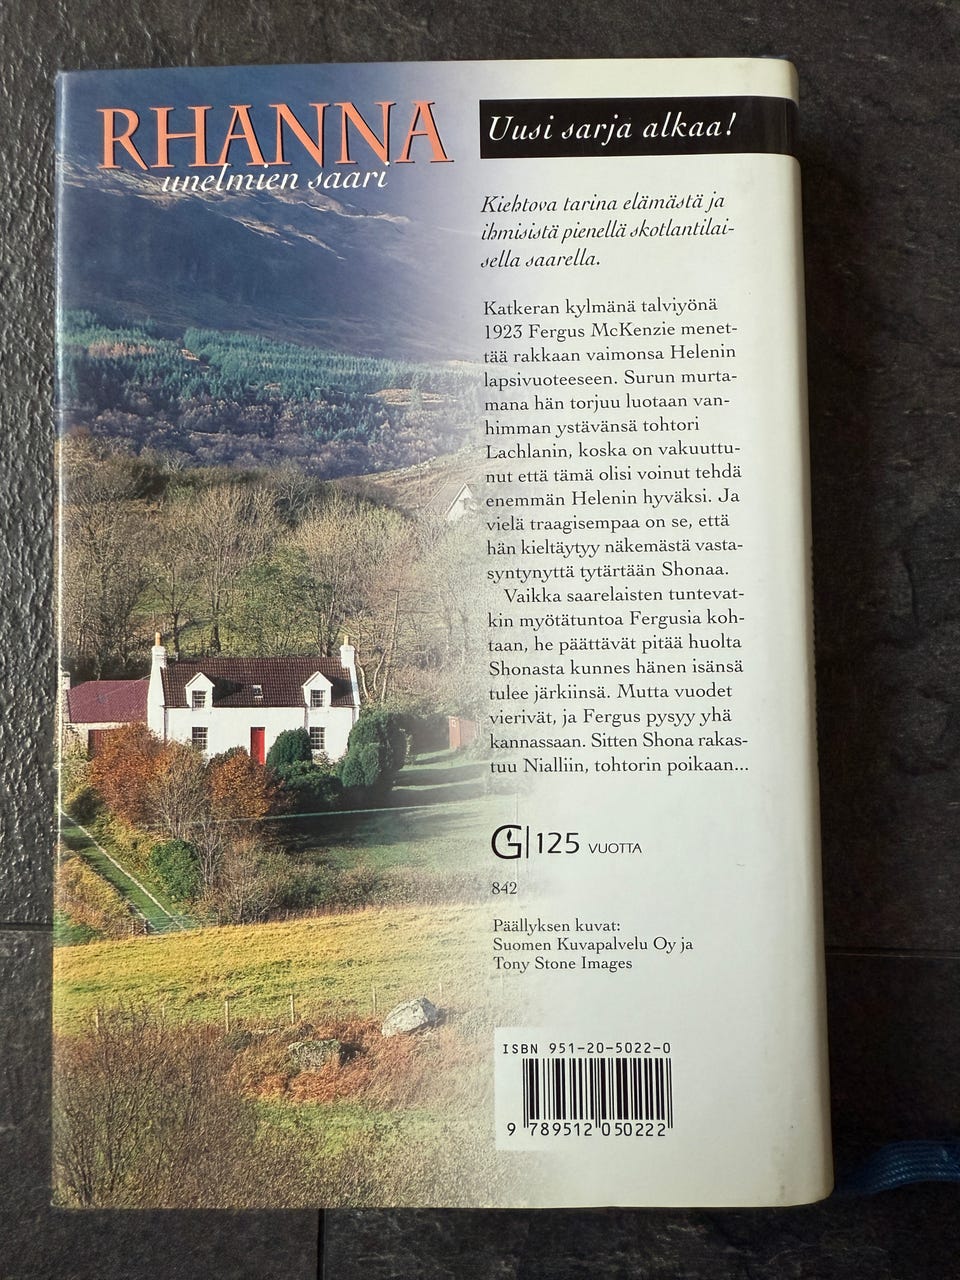 RHANNA
unelmien saari
Uusi sarja alkaa!
Kiehtova tarina elämästä ja
ihmisistä pienellä skotlantilai-
sella saarella.
Katkeran kylmänä talviyönä
1923 Fergus McKenzie menet-
tää rakkaan vaimonsa Helenin
lapsivuoteeseen. Surun murta-
mana hän torjuu luotaan van-
himman ystävänsä tohtori
Lachlanin, koska on vakuuttu-
nut että tämä olisi voinut tehdä
enemmän Helenin hyväksi. Ja
vielä traagisempaa on se, että
hän kieltäytyy näkemästä vasta-
syntynyttä tytärtään Shonaa.
Vaikka saarelaisten tuntevat-
kin myötätuntoa Fergusia koh-
taan, he päättävät pitää huolta
Shonasta kunnes hänen isänsä
tulee järkiinsä. Mutta vuodet
vierivät, ja Fergus pysyy yhä
kannassaan. Sitten Shona rakas-
tuu Nialliin, tohtorin poikaan...
G 125 VUOTTA
842
Päällyksen kuvat:
Suomen Kuvapalvelu Oy ja
Tony Stone Images
ISBN 951-20-5022-0
9 789512 050222